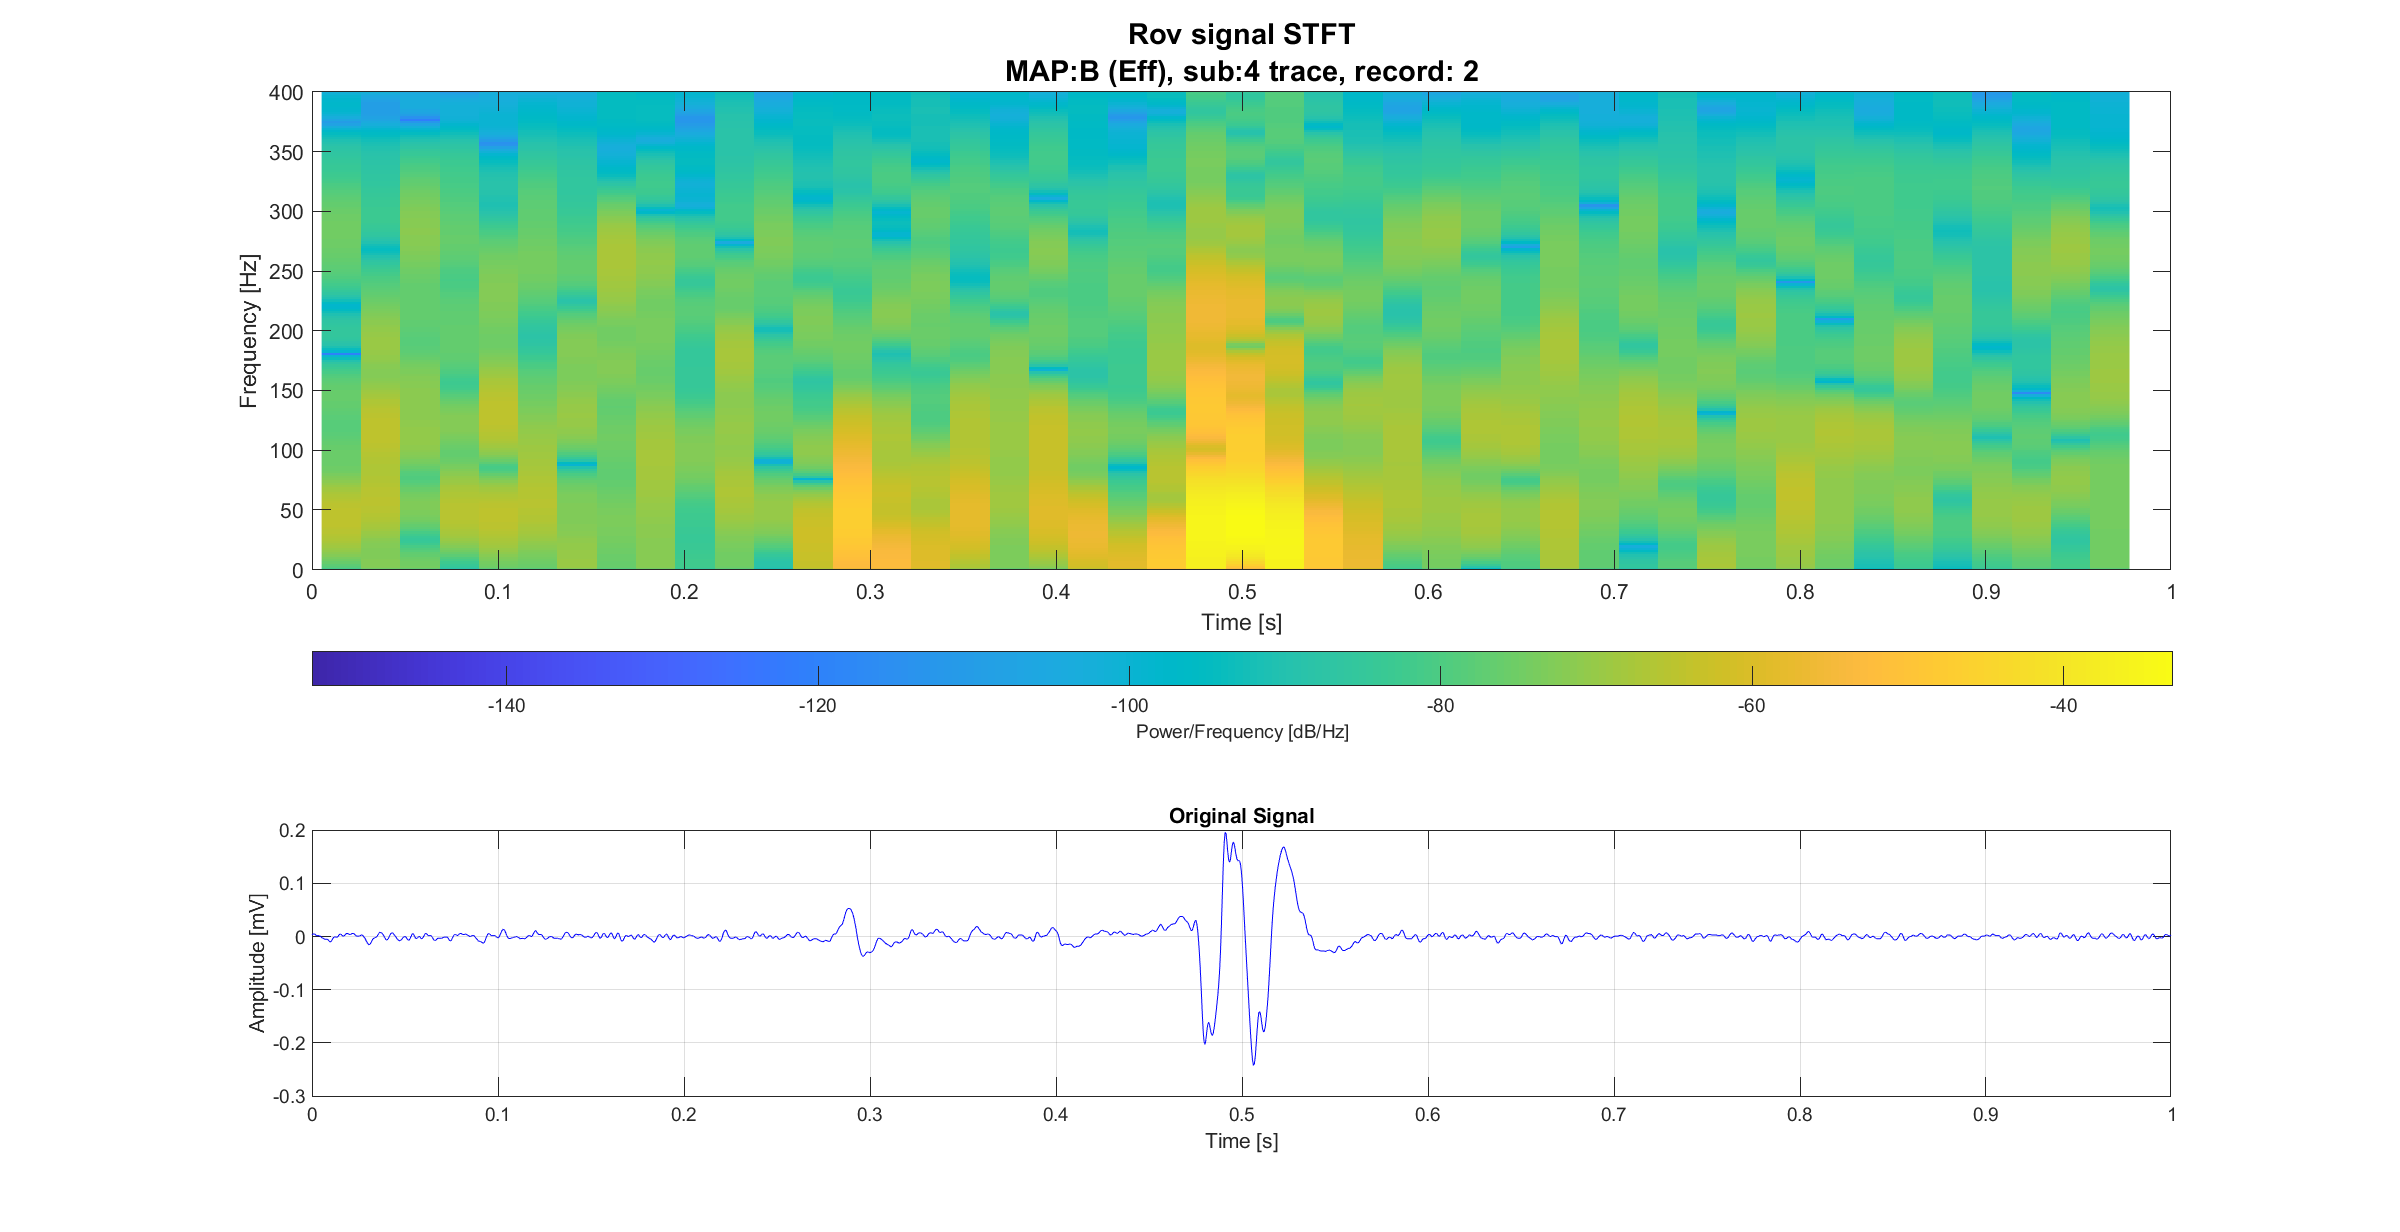 Rov signal STFT
MAP:B (Eff), sub:4 trace, record: 2
400
350
300
250
200
150
100
50
0
Frequency [Hz]
0 0.1 0.2 0.3 0.4 0.5 0.6 0.7 0.8 0.9 1
Time [s]
-140 -120 -100 -80 -60 -40
Power/Frequency [dB/Hz]
Original Signal
0.2
0.1
0
-0.1
-0.2
-0.3
Amplitude [mV]
0 0.1 0.2 0.3 0.4 0.5 0.6 0.7 0.8 0.9 1
Time [s]